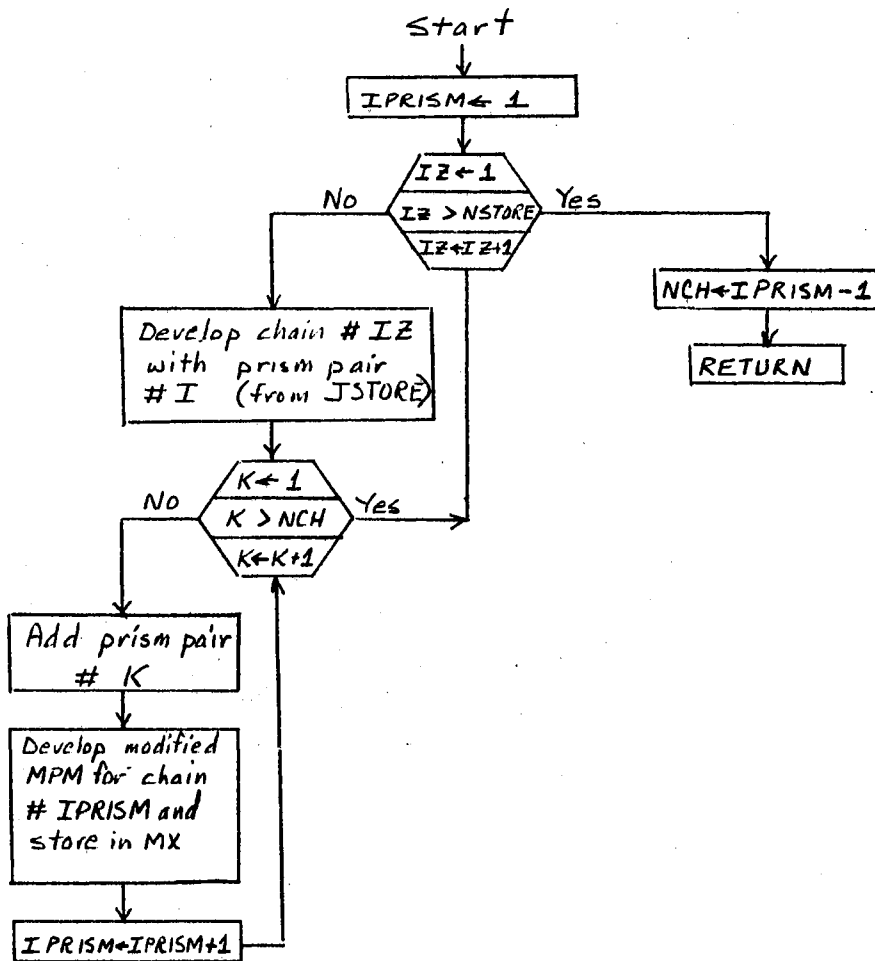 Start
IPRISM ← 1
IZ ← 1
No
IZ > NSTORE
Yes
IZ ← IZ+1
NCH ← IPRISM-1
RETURN
Develop chain # IZ
with prism pair
# I (from JSTORE)
K ← 1
No
K > NCH
Yes
K ← K+1
Add prism pair
# K
Develop modified
MPM for chain
# IPRISM and
store in MX
IPRISM ← IPRISM+1